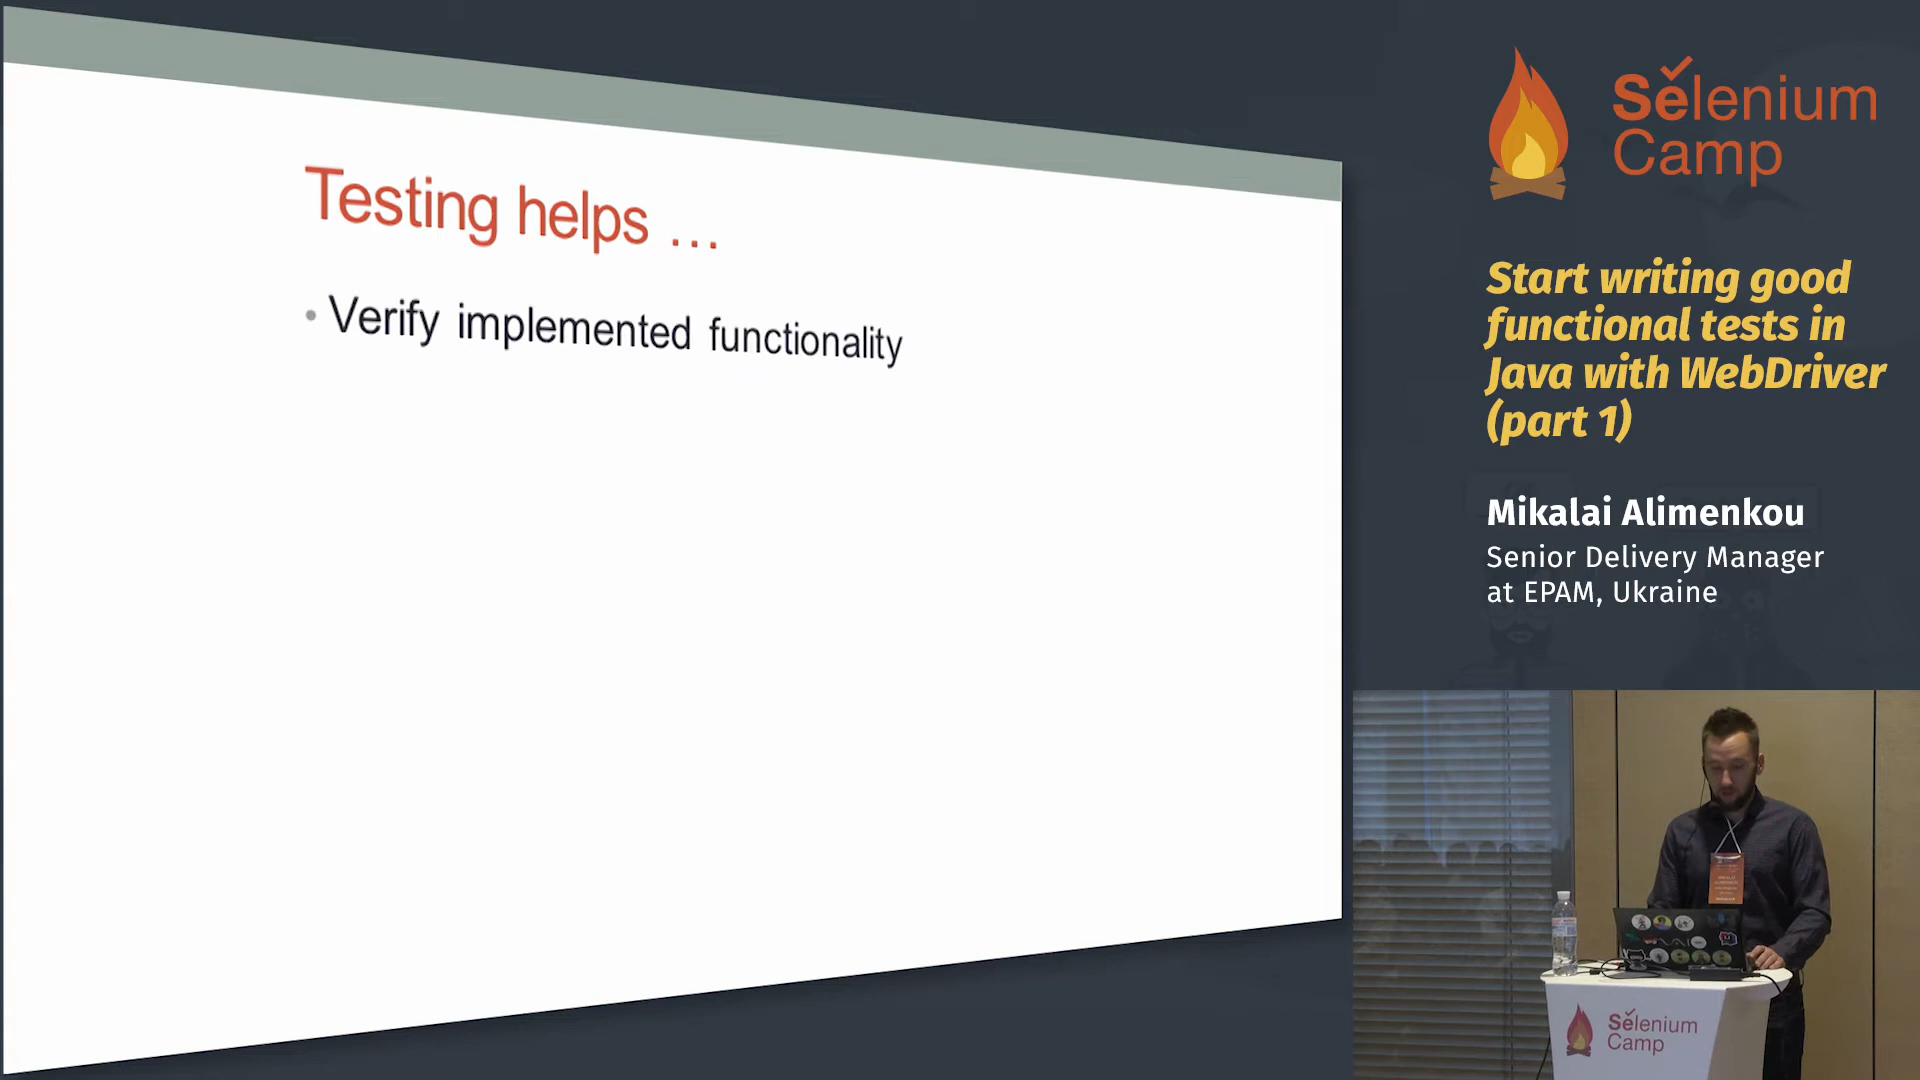 Testing helps ...
• Verify implemented functionality
Selenium
Camp
Start writing good
functional tests in
Java with WebDriver
(part 1)
Mikalai Alimenkou
Senior Delivery Manager
at EPAM, Ukraine
Selenium
Camp